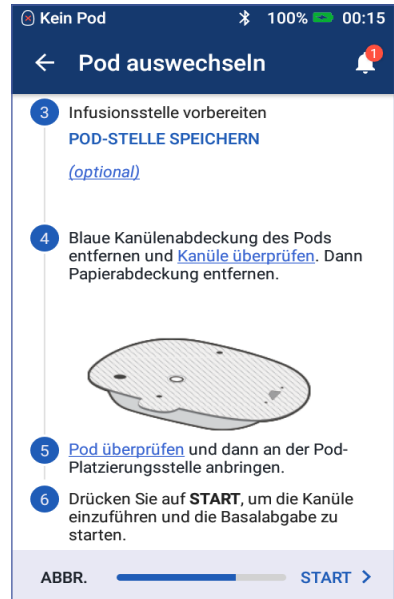 Kein Pod 100% 00:15
Pod auswechseln 1
3 Infusionsstelle vorbereiten
POD-STELLE SPEICHERN
(optional)
4 Blaue Kanülenabdeckung des Pods
entfernen und Kanüle überprüfen. Dann
Papierabdeckung entfernen.
5 Pod überprüfen und dann an der Pod-
Platzierungsstelle anbringen.
6 Drücken Sie auf START, um die Kanüle
einzuführen und die Basalabgabe zu
starten.
ABBR. START